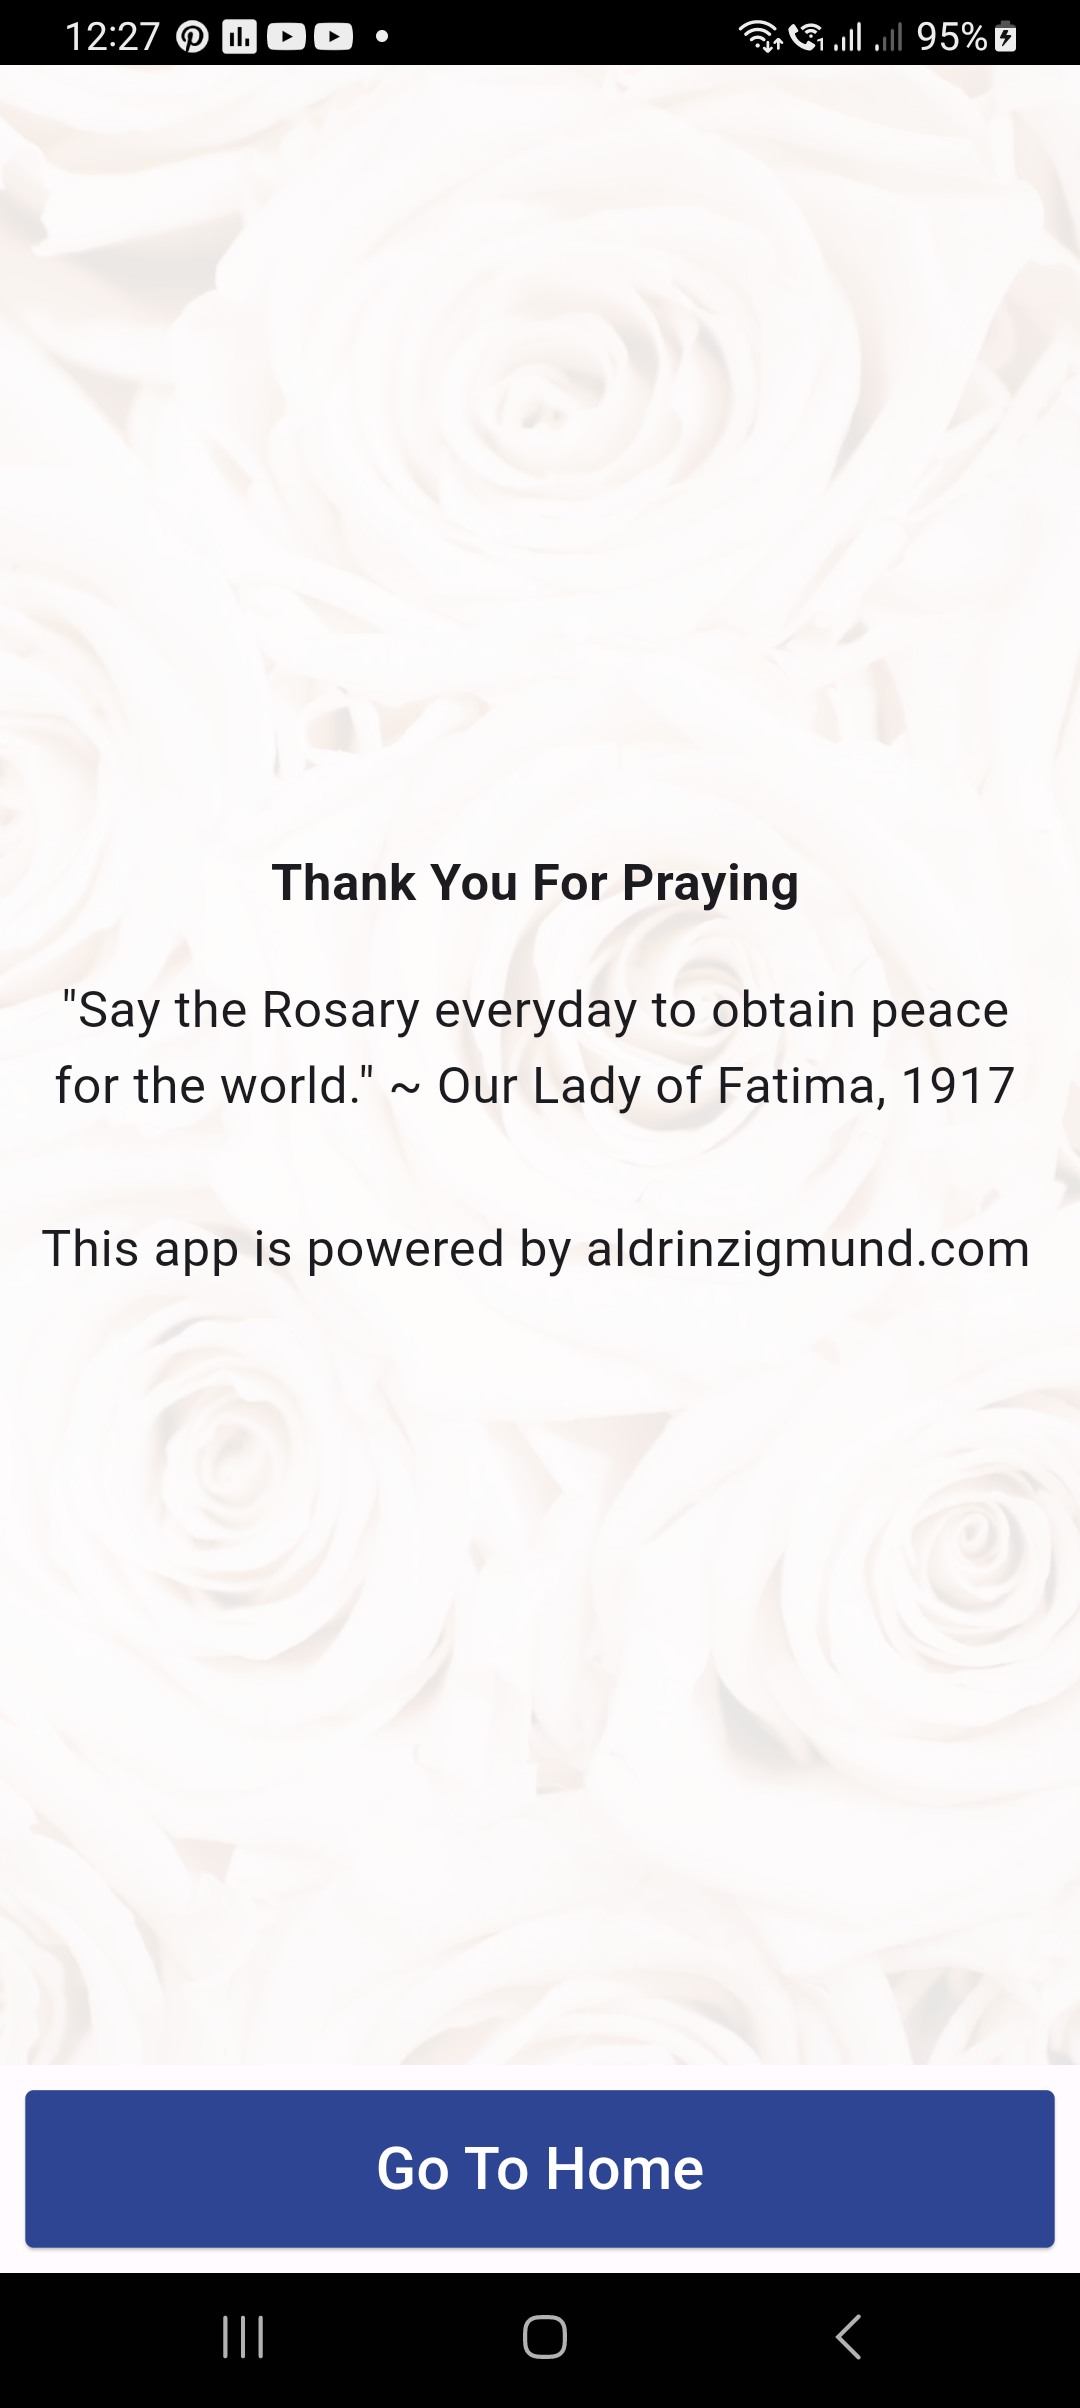 12:27 95%
Thank You For Praying
"Say the Rosary everyday to obtain peace
for the world." ~ Our Lady of Fatima, 1917
This app is powered by aldrinzigmund.com
Go To Home